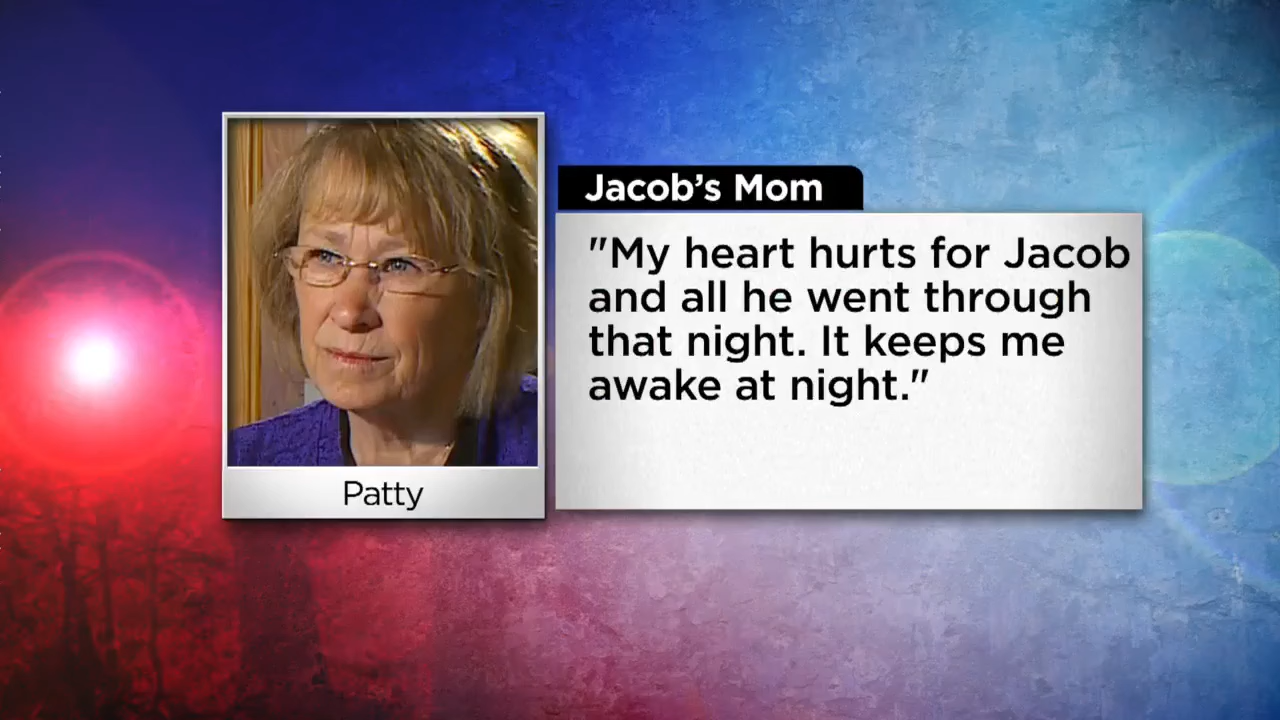 Jacob's Mom
"My heart hurts for Jacob
and all he went through
that night. It keeps me
awake at night."
Patty